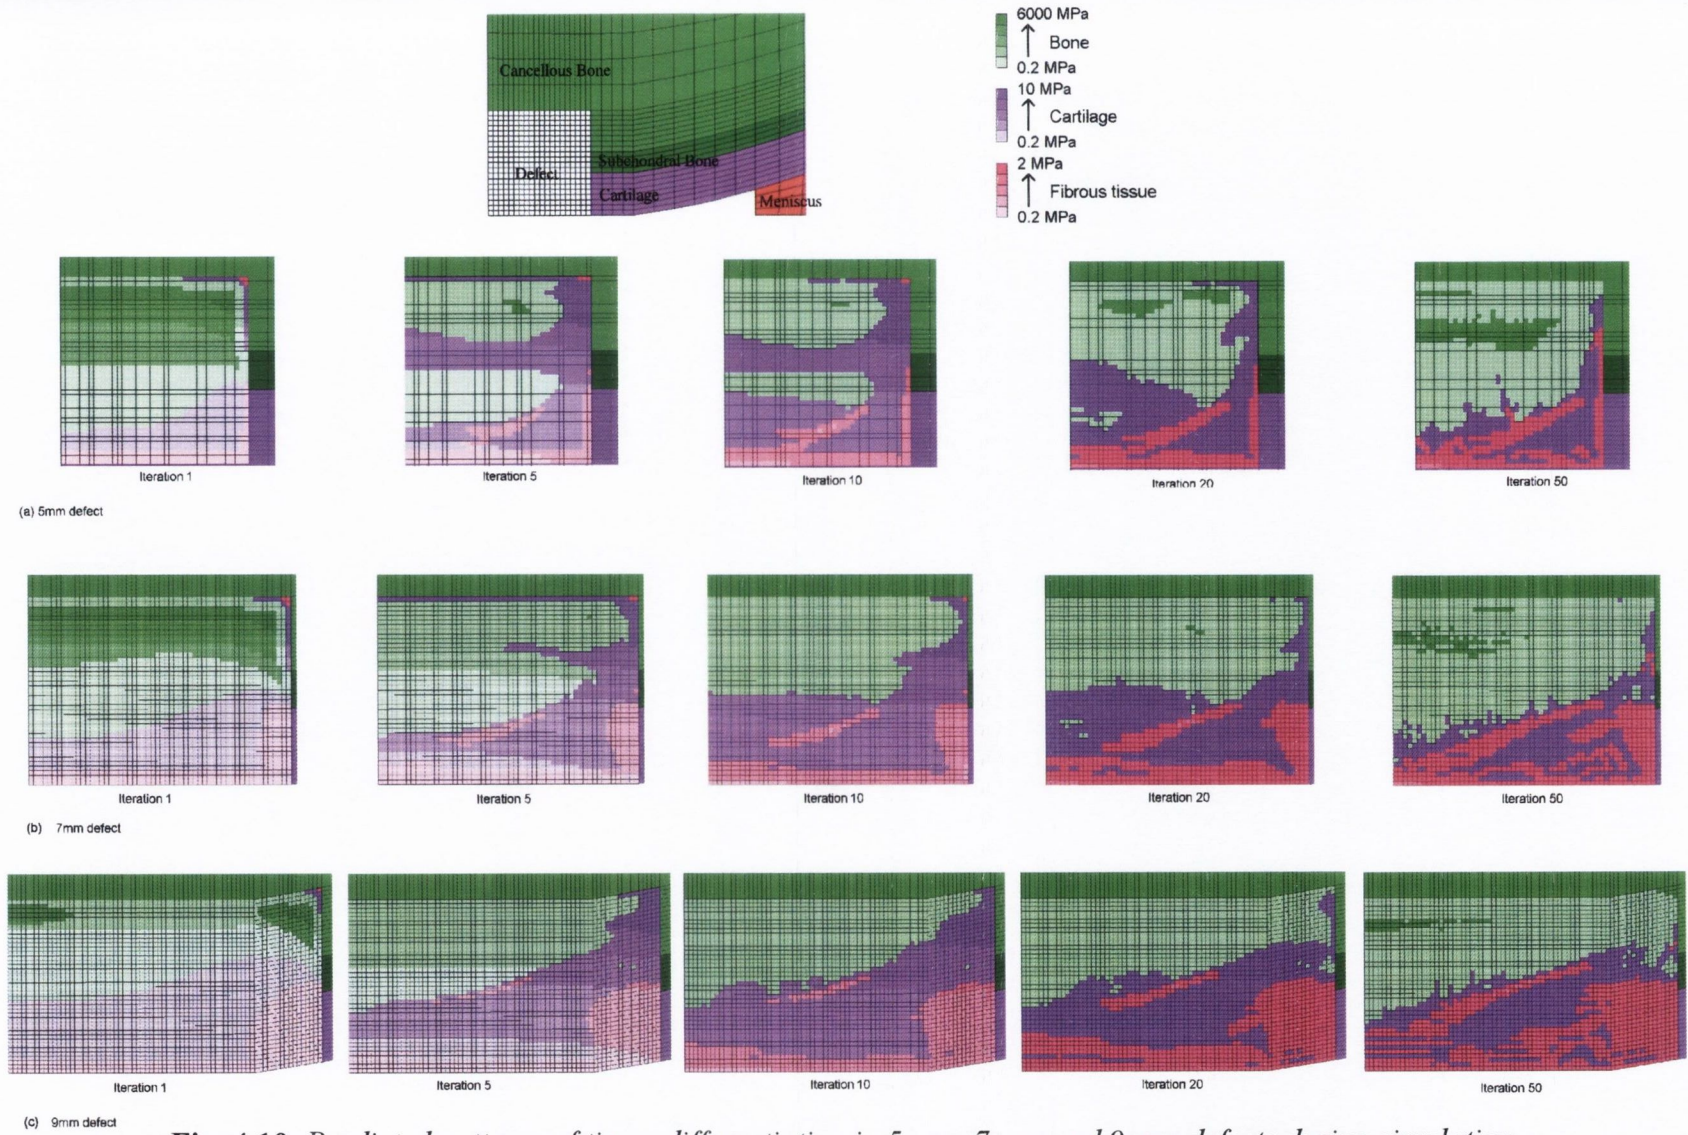 6000 MPa
Bone
0.2 MPa
10 MPa
Cartilage
0.2 MPa
2 MPa
Fibrous tissue
0.2 MPa
Cancellous Bone
Subchondral Bone
Defect
Cartilage
Meniscus
Iteration 1
Iteration 5
Iteration 10
Iteration 20
Iteration 50
(a) 5mm defect
Iteration 1
Iteration 5
Iteration 10
Iteration 20
Iteration 50
(b) 7mm defect
Iteration 1
Iteration 5
Iteration 10
Iteration 20
Iteration 50
(c) 9mm defect